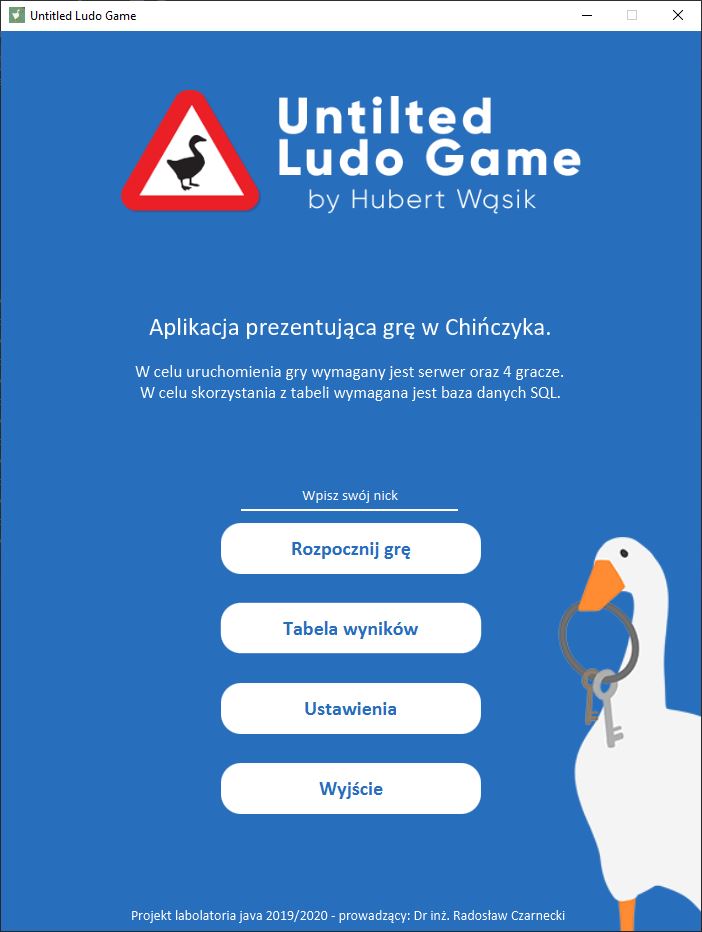 Untitled Ludo Game
Untilted
Ludo Game
by Hubert Wąsik
Aplikacja prezentująca grę w Chińczyka.
W celu uruchomienia gry wymagany jest serwer oraz 4 gracze.
W celu skorzystania z tabeli wymagana jest baza danych SQL.
Wpisz swój nick
Rozpocznij grę
Tabela wyników
Ustawienia
Wyjście
Projekt labolatoria java 2019/2020 - prowadzący: Dr inż. Radosław Czarnecki